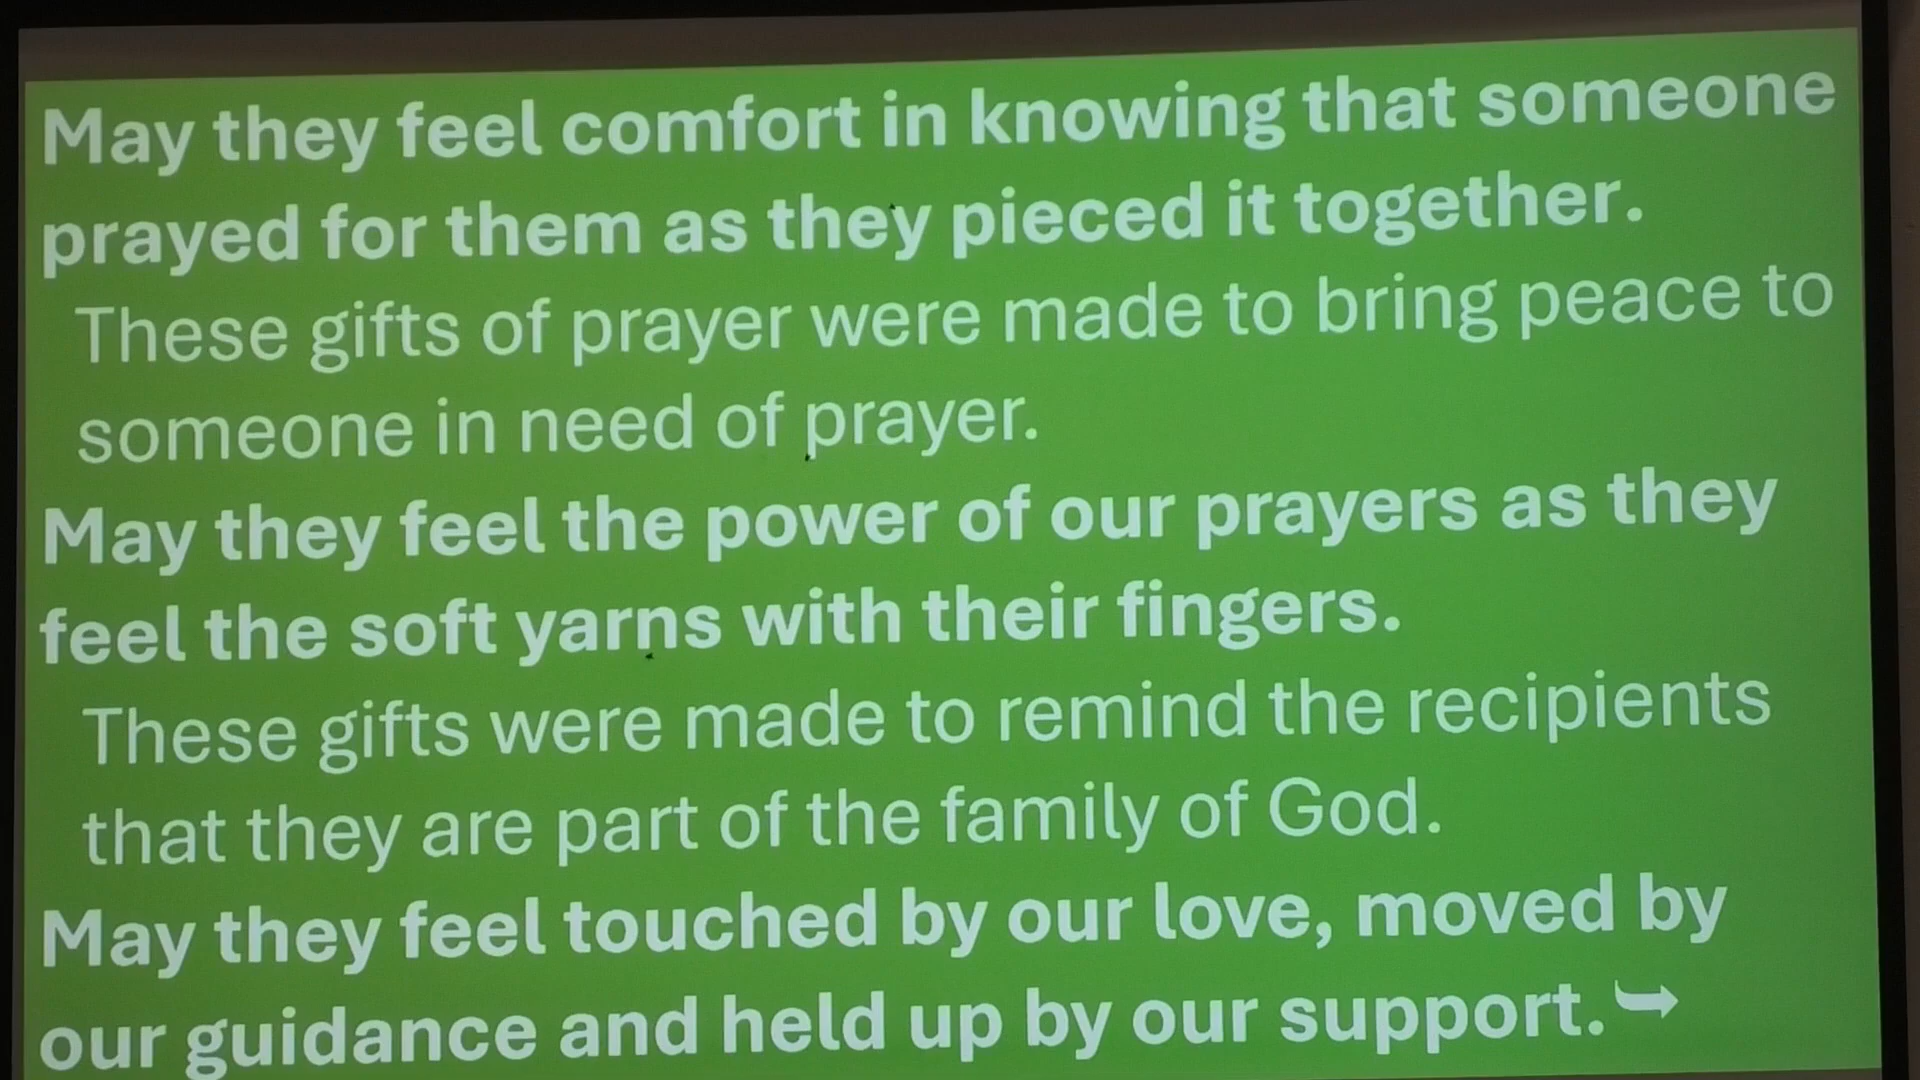 May they feel comfort in knowing that someone
prayed for them as they pieced it together.
These gifts of prayer were made to bring peace to
someone in need of prayer.
May they feel the power of our prayers as they
feel the soft yarns with their fingers.
These gifts were made to remind the recipients
that they are part of the family of God.
May they feel touched by our love, moved by
our guidance and held up by our support.